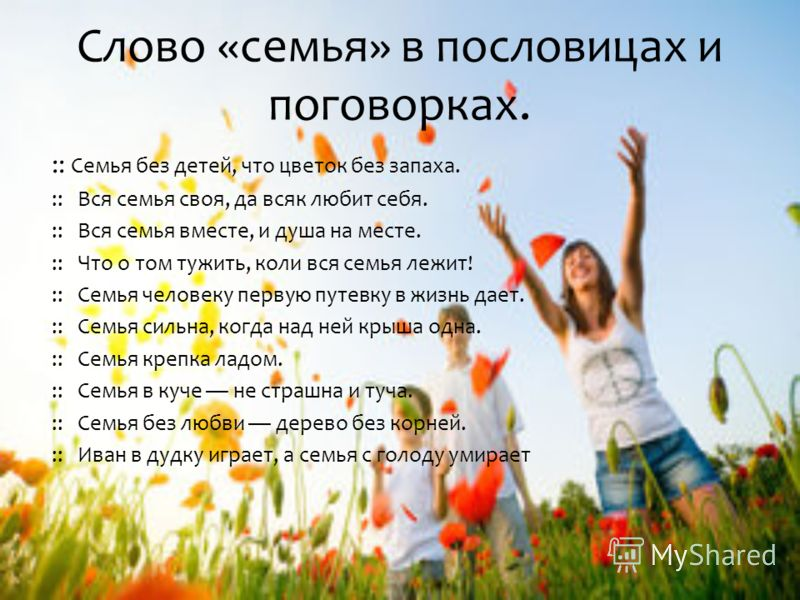 Слово «семья» в пословицах и
поговорках.
:: Семья без детей, что цветок без запаха.
:: Вся семья своя, да всяк любит себя.
:: Вся семья вместе, и душа на месте.
:: Что о том тужить, коли вся семья лежит!
:: Семья человеку первую путевку в жизнь дает.
:: Семья сильна, когда над ней крыша одна.
:: Семья крепка ладом.
:: Семья в куче — не страшна и туча.
:: Семья без любви — дерево без корней.
:: Иван в дудку играет, а семья с голоду умирает
MyShared